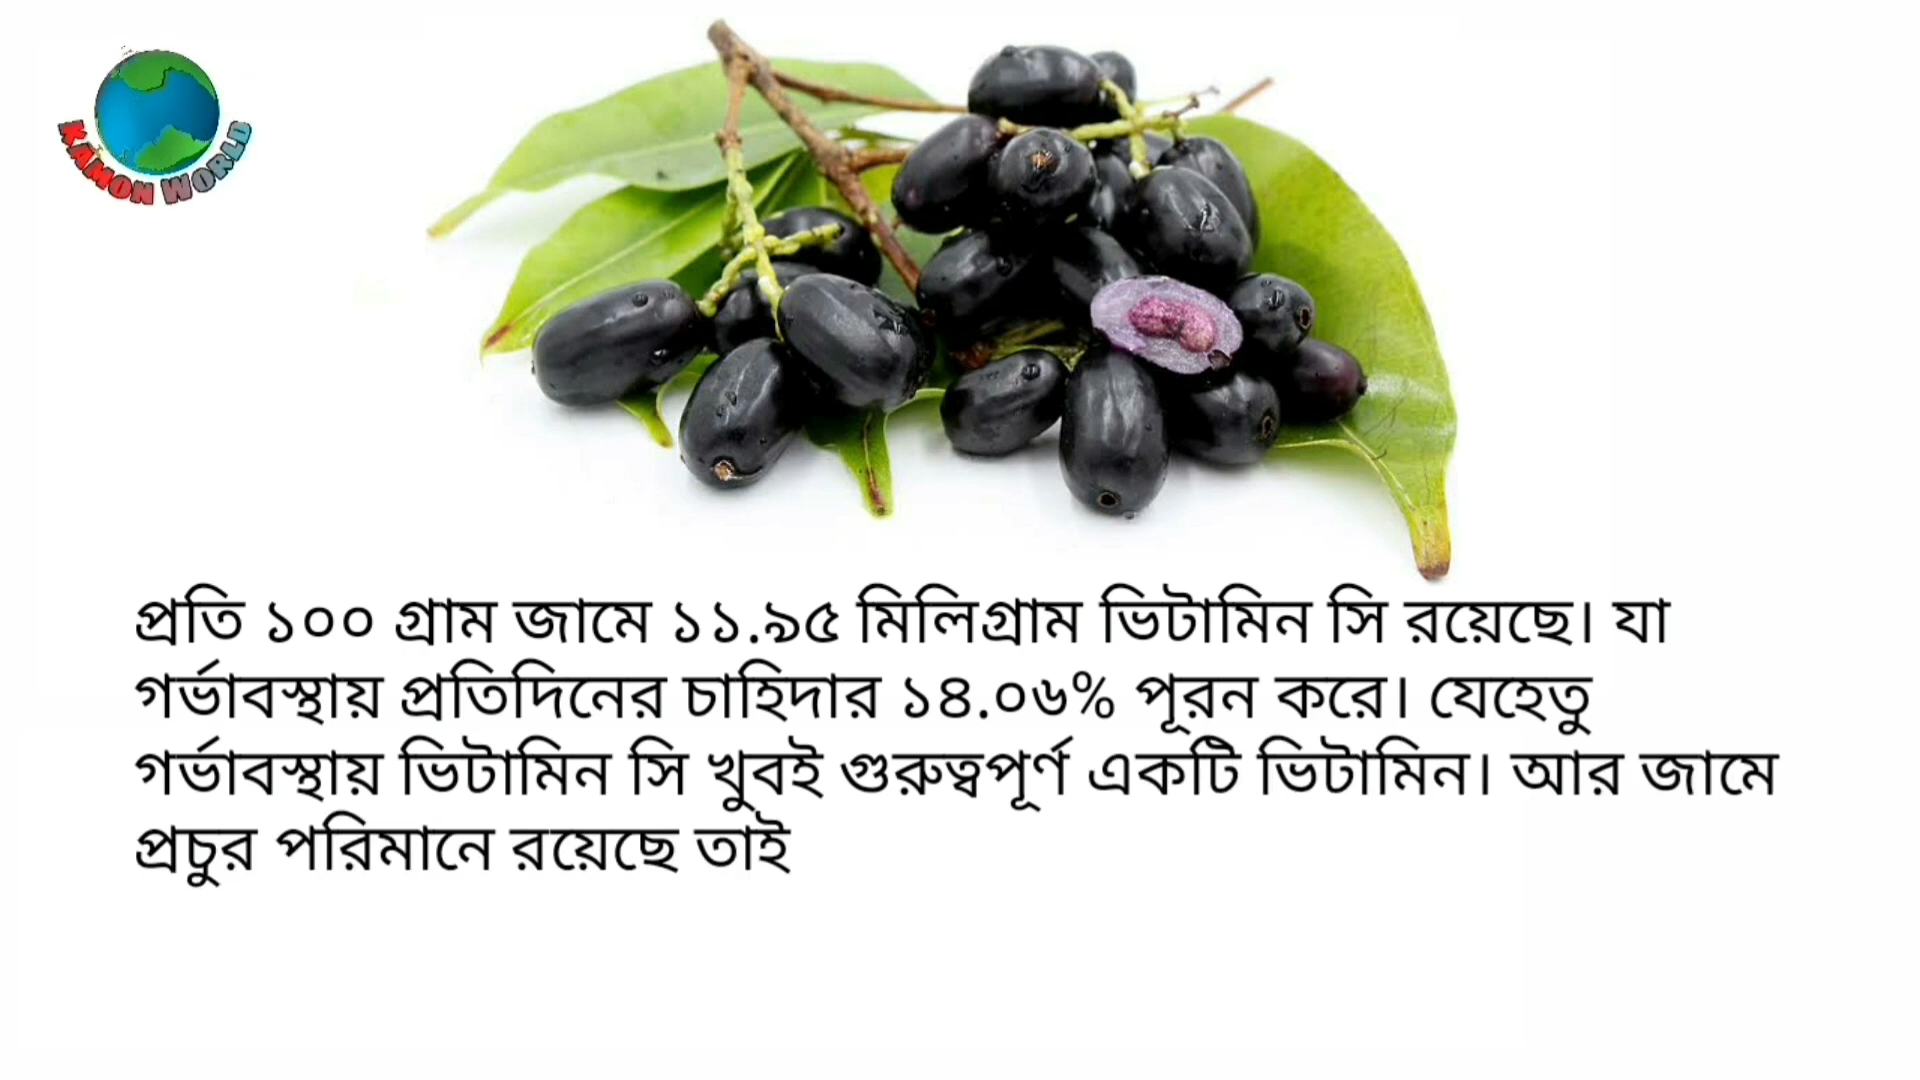 KAMON WORLD
প্রতি ১০০ গ্রাম জামে ১১.৯৫ মিলিগ্রাম ভিটামিন সি রয়েছে। যা
গর্ভাবস্থায় প্রতিদিনের চাহিদার ১৪.০৬% পূরন করে। যেহেতু
গর্ভাবস্থায় ভিটামিন সি খুবই গুরুত্বপূর্ণ একটি ভিটামিন। আর জামে
প্রচুর পরিমানে রয়েছে তাই